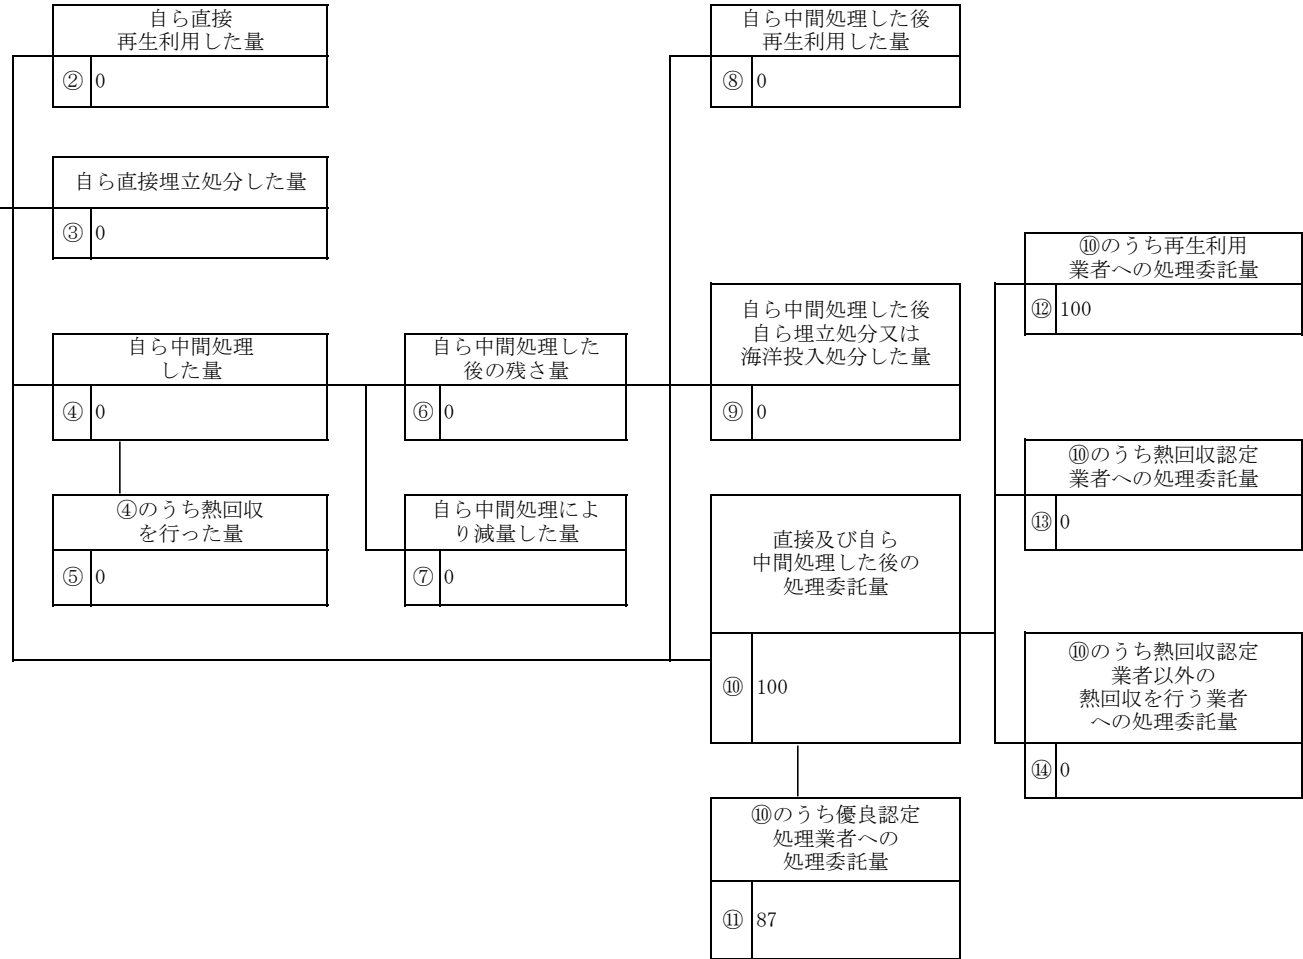 自ら直接
再生利用した量
② 0
自ら直接埋立処分した量
③ 0
自ら中間処理
した量
④ 0
④のうち熱回収
を行った量
⑤ 0
自ら中間処理した
後の残さ量
⑥ 0
自ら中間処理によ
り減量した量
⑦ 0
自ら中間処理した後
再生利用した量
⑧ 0
自ら中間処理した後
自ら埋立処分又は
海洋投入処分した量
⑨ 0
直接及び自ら
中間処理した後の
処理委託量
⑩ 100
⑩のうち優良認定
処理業者への
処理委託量
⑪ 87
⑩のうち再生利用
業者への処理委託量
⑫ 100
⑩のうち熱回収認定
業者への処理委託量
⑬ 0
⑩のうち熱回収認定
業者以外の
熱回収を行う業者
への処理委託量
⑭ 0